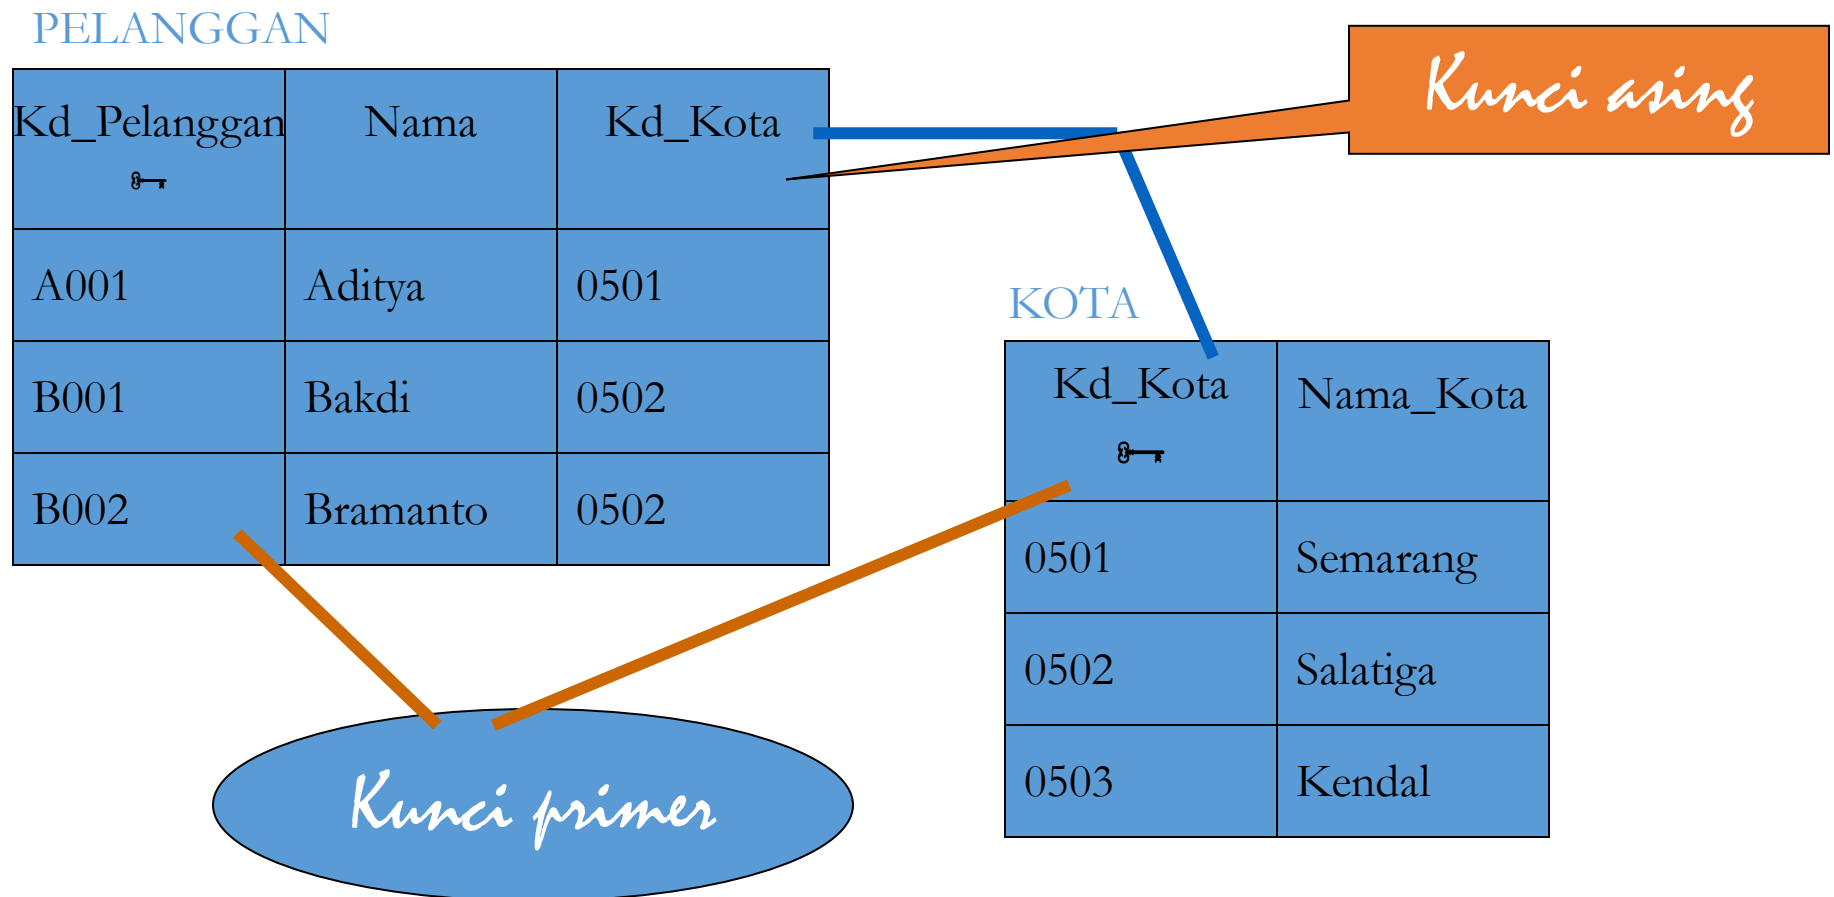 PELANGGAN
Kunci asing
Kd_Pelanggan Nama Kd_Kota
A001 Aditya 0501
B001 Bakdi 0502
B002 Bramanto 0502
KOTA
Kd_Kota Nama_Kota
0501 Semarang
0502 Salatiga
0503 Kendal
Kunci primer